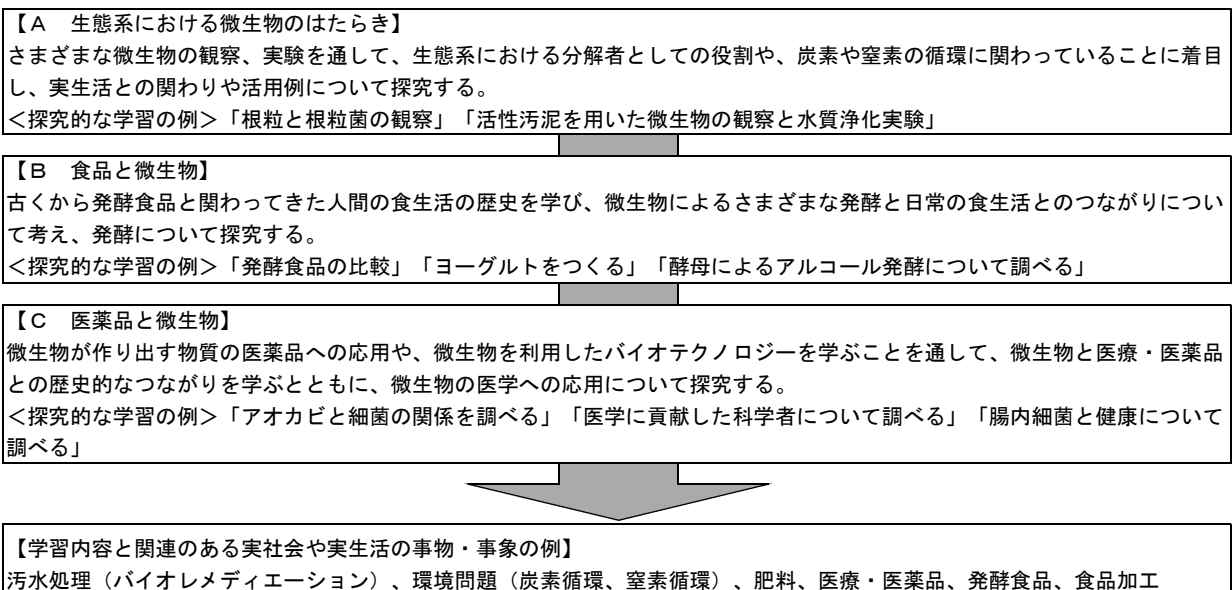 【A 生態系における微生物のはたらき】
さまざまな微生物の観察、実験を通して、生態系における分解者としての役割や、炭素や窒素の循環に関わっていることに着目
し、実生活との関わりや活用例について探究する。
<探究的な学習の例>「根粒と根粒菌の観察」「活性汚泥を用いた微生物の観察と水質浄化実験」
【B 食品と微生物】
古くから発酵食品と関わってきた人間の食生活の歴史を学び、微生物によるさまざまな発酵と日常の食生活とのつながりについ
て考え、発酵について探究する。
<探究的な学習の例>「発酵食品の比較」「ヨーグルトをつくる」「酵母によるアルコール発酵について調べる」
【C 医薬品と微生物】
微生物が作り出す物質の医薬品への応用や、微生物を利用したバイオテクノロジーを学ぶことを通して、微生物と医療・医薬品
との歴史的なつながりを学ぶとともに、微生物の医学への応用について探究する。
<探究的な学習の例>「アオカビと細菌の関係を調べる」「医学に貢献した科学者について調べる」「腸内細菌と健康について
調べる」
【学習内容と関連のある実社会や実生活の事物・事象の例】
汚水処理(バイオレメディエーション)、環境問題(炭素循環、窒素循環)、肥料、医療・医薬品、発酵食品、食品加工